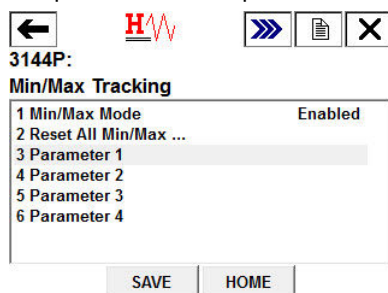 H
3144P:
Min/Max Tracking
1 Min/Max Mode Enabled
2 Reset All Min/Max ...
3 Parameter 1
4 Parameter 2
5 Parameter 3
6 Parameter 4
SAVE HOME